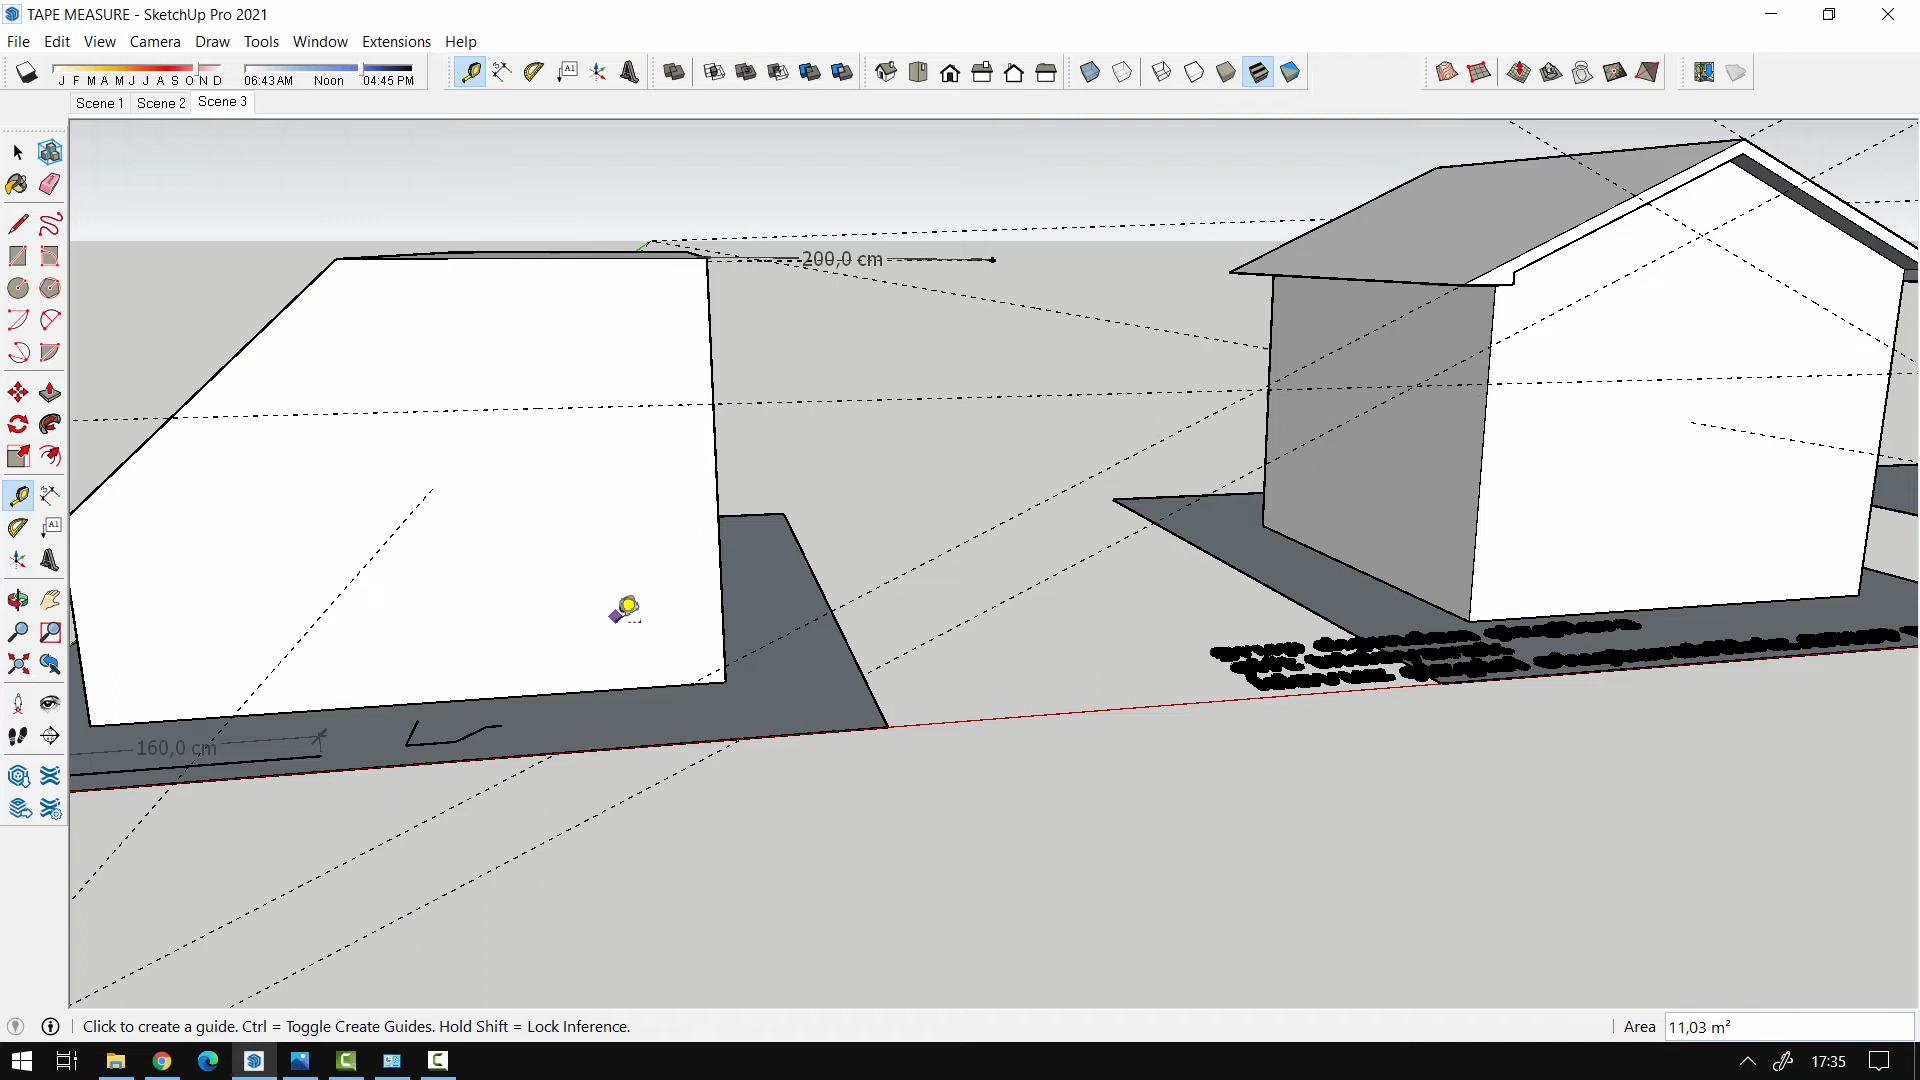 TAPE MEASURE - SketchUp Pro 2021
File Edit View Camera Draw Tools Window Extensions Help
J F M A M J J A S O N D 06:43 AM Noon 04:45 PM
A1
Scene 1 Scene 2 Scene 3
200,0 cm
A1
160,0 cm
Click to create a guide. Ctrl = Toggle Create Guides. Hold Shift = Lock Inference.
Area 11,03 m²
17:35